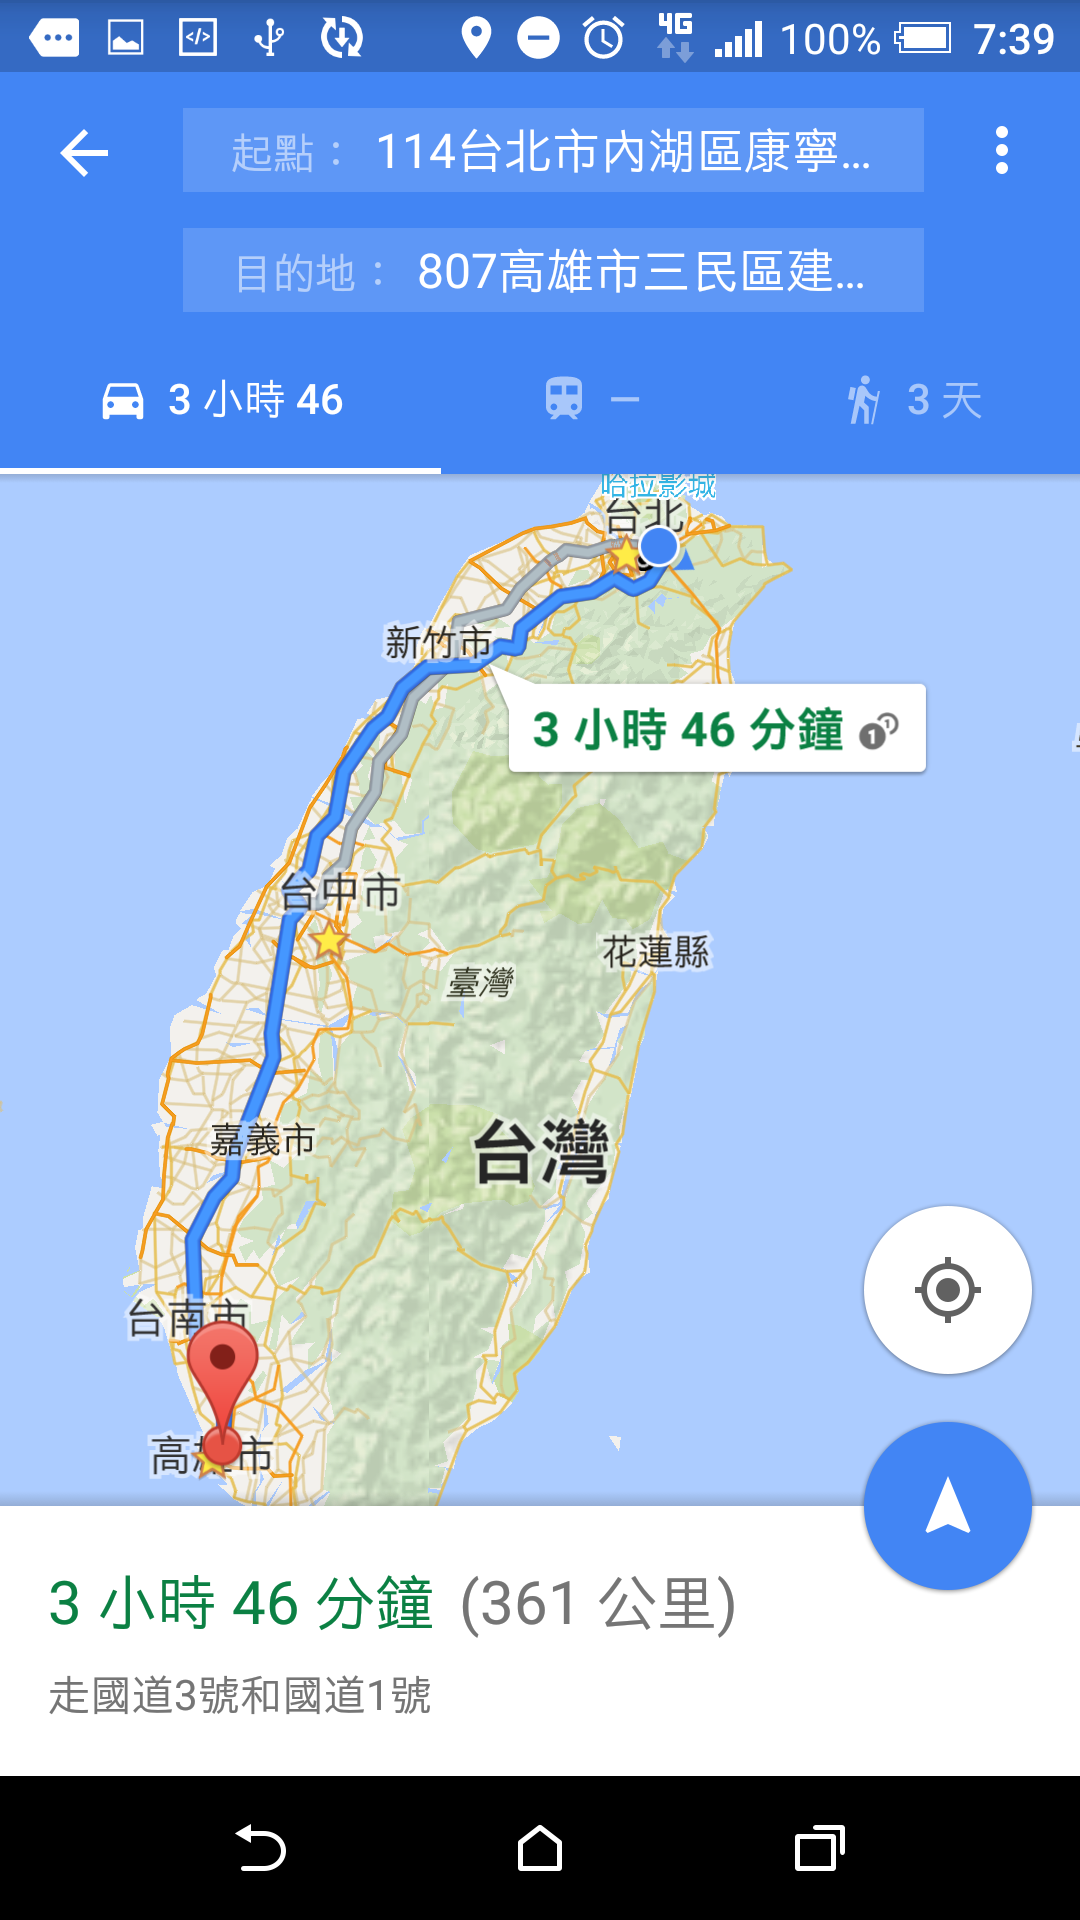 4G 100% 7:39
起點： 114台北市內湖區康寧...
目的地： 807高雄市三民區建...
3 小時 46
–
3 天
哈拉影城
台北
新竹市
3 小時 46 分鐘
台中市
花蓮縣
臺灣
嘉義市
台灣
台南市
高雄市
3 小時 46 分鐘 (361 公里)
走國道3號和國道1號